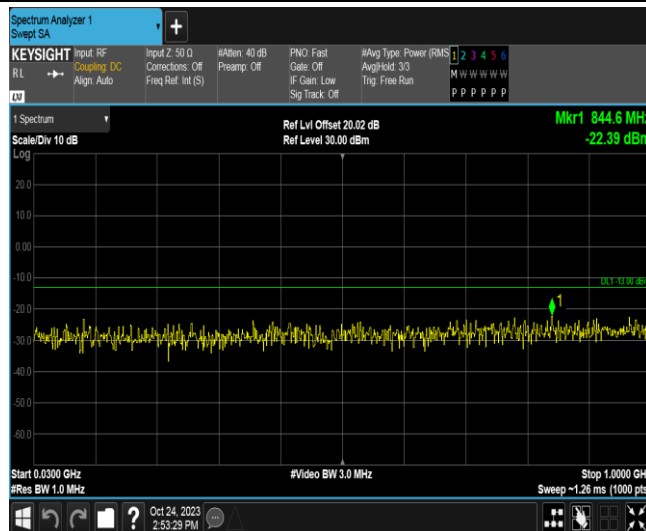 Spectrum Analyzer 1
Swept SA
KEYSIGHT
RL
LXI
Input: RF
Coupling: DC
Align: Auto
Input Z: 50 Ω
Corrections: Off
Freq Ref: Int (S)
#Atten: 40 dB
Preamp: Off
PNO: Fast
Gate: Off
IF Gain: Low
Sig Track: Off
#Avg Type: Power (RMS
Avg|Hold: 3/3
Trig: Free Run
1 2 3 4 5 6
M W W W W W
P P P P P P
1 Spectrum
Scale/Div 10 dB
Log
Ref Lvl Offset 20.02 dB
Ref Level 30.00 dBm
Mkr1 844.6 MHz
-22.39 dBm
20.0
10.0
0.00
-10.0
DL1 -13.00 dBm
1
-20.0
-30.0
-40.0
-50.0
-60.0
Start 0.0300 GHz
#Res BW 1.0 MHz
#Video BW 3.0 MHz
Stop 1.0000 GH
Sweep ~1.26 ms (1000 pts
?
Oct 24, 2023
2:53:29 PM